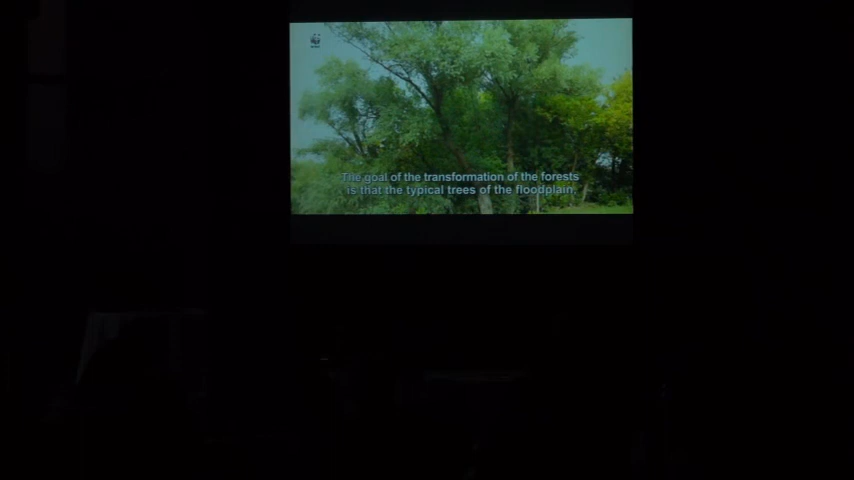 The goal of the transformation of the forests
is that the typical trees of the floodplain,